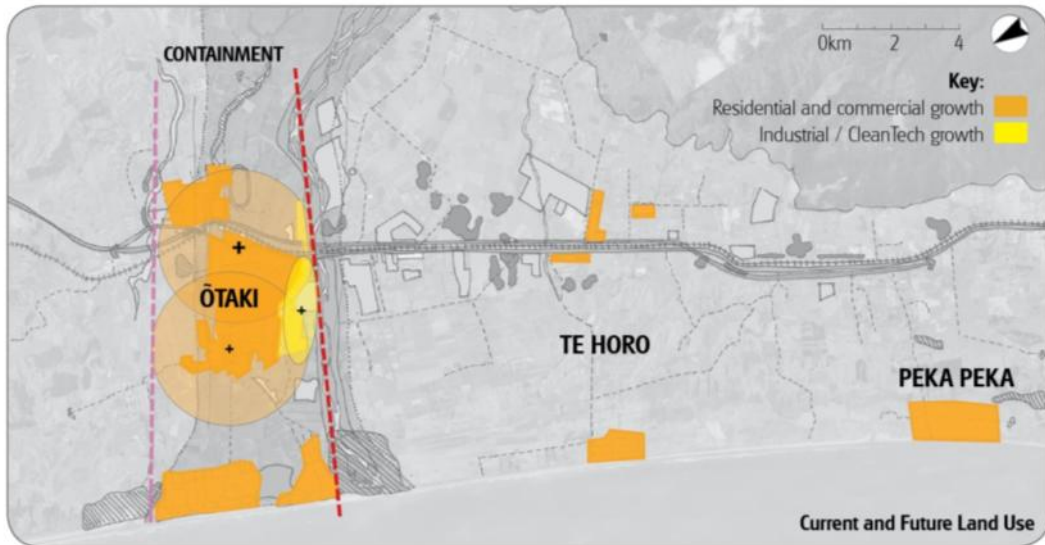 CONTAINMENT
0km 2 4
Key:
Residential and commercial growth
Industrial / CleanTech growth
ŌTAKI
TE HORO
PEKA PEKA
Current and Future Land Use